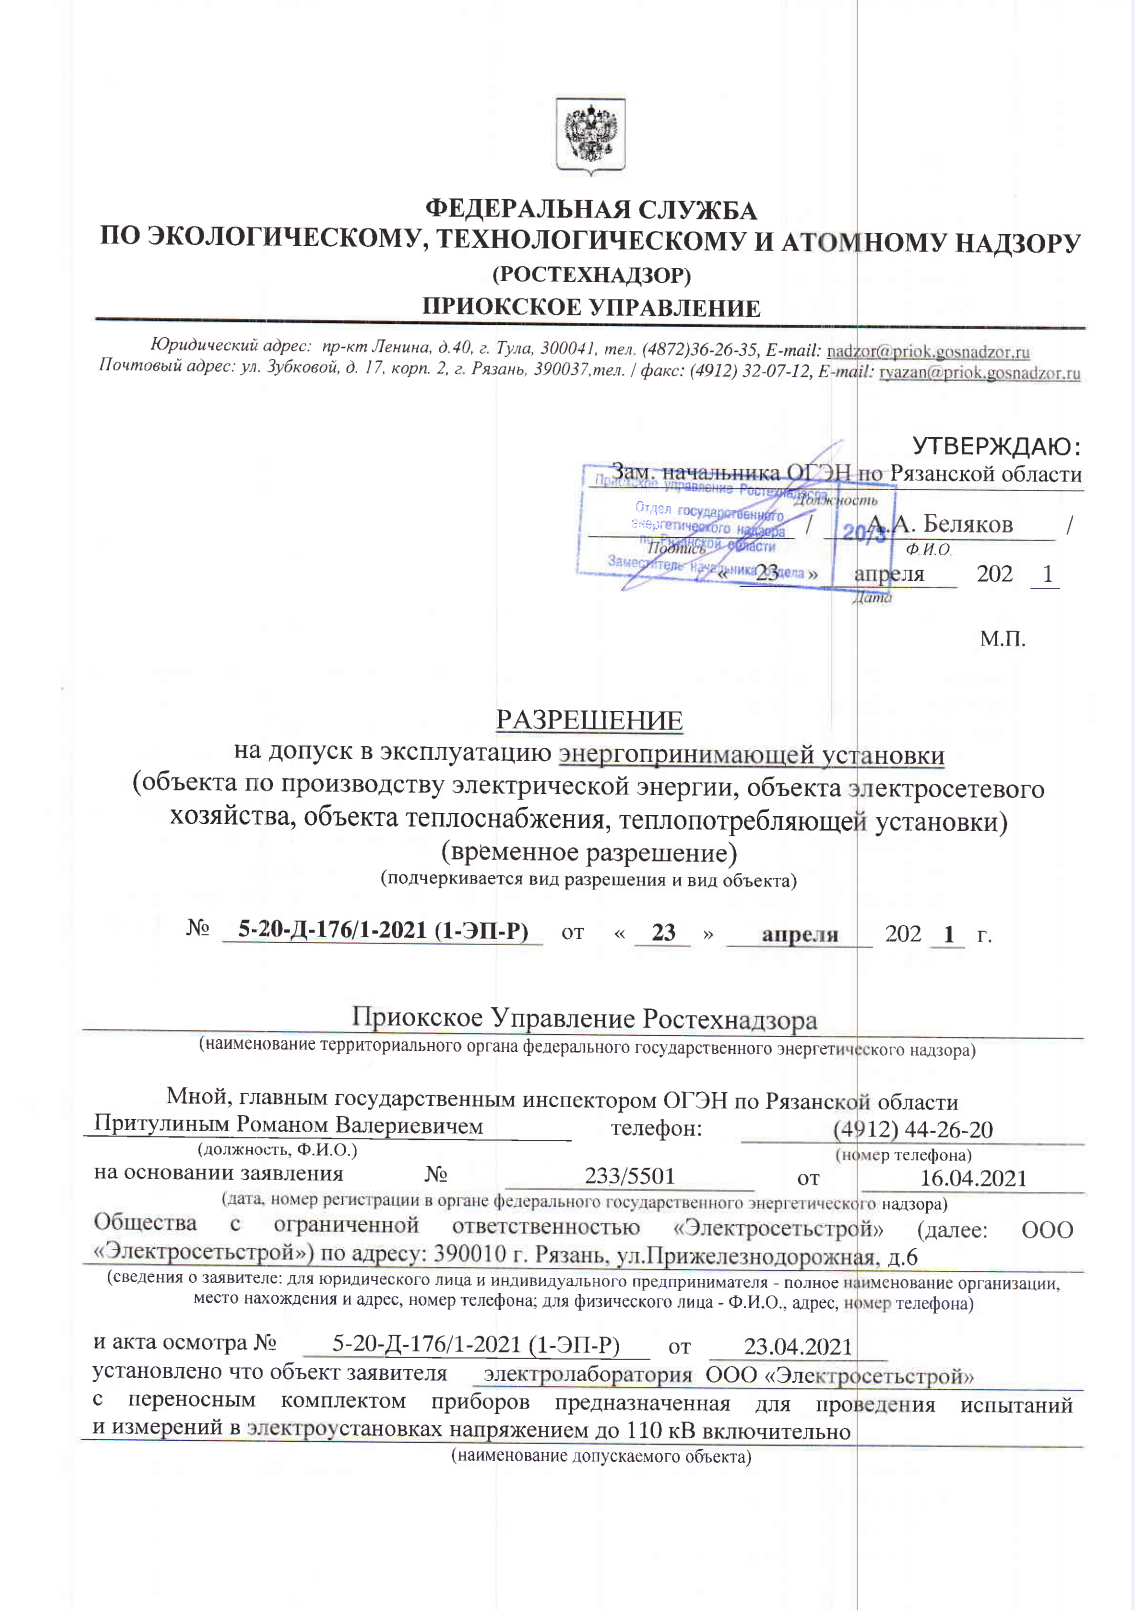 ФЕДЕРАЛЬНАЯ СЛУЖБА
ПО ЭКОЛОГИЧЕСКОМУ, ТЕХНОЛОГИЧЕСКОМУ И АТОМНОМУ НАДЗОРУ
(РОСТЕХНАДЗОР)
ПРИОКСКОЕ УПРАВЛЕНИЕ
Юридический адрес: пр-кт Ленина, д.40, г. Тула, 300041, тел. (4872)36-26-35, E-mail: nadzor@priok.gosnadzor.ru
Почтовый адрес: ул. Зубковой, д. 17, корп. 2, г. Рязань, 390037,тел. / факс: (4912) 32-07-12, E-mail: ryazan@priok.gosnadzor.ru
УТВЕРЖДАЮ:
Зам. начальника ОГЭН по Рязанской области
Должность
/ А.А. Беляков /
Подпись Ф.И.О.
« 23 » апреля 202 1
Дата
Приокское управление Ростехнадзора
Отдел государственного
энергетического надзора
по Рязанской области
Заместитель начальника отдела
20/3
М.П.
РАЗРЕШЕНИЕ
на допуск в эксплуатацию энергопринимающей установки
(объекта по производству электрической энергии, объекта электросетевого
хозяйства, объекта теплоснабжения, теплопотребляющей установки)
(временное разрешение)
(подчеркивается вид разрешения и вид объекта)
№ 5-20-Д-176/1-2021 (1-ЭП-Р) от « 23 » апреля 202 1 г.
Приокское Управление Ростехнадзора
(наименование территориального органа федерального государственного энергетического надзора)
Мной, главным государственным инспектором ОГЭН по Рязанской области
Притулиным Романом Валериевичем телефон: (4912) 44-26-20
(должность, Ф.И.О.) (номер телефона)
на основании заявления № 233/5501 от 16.04.2021
(дата, номер регистрации в органе федерального государственного энергетического надзора)
Общества с ограниченной ответственностью «Электросетьстрой» (далее: ООО
«Электросетьстрой») по адресу: 390010 г. Рязань, ул.Прижелезнодорожная, д.6
(сведения о заявителе: для юридического лица и индивидуального предпринимателя - полное наименование организации,
место нахождения и адрес, номер телефона; для физического лица - Ф.И.О., адрес, номер телефона)
и акта осмотра № 5-20-Д-176/1-2021 (1-ЭП-Р) от 23.04.2021
установлено что объект заявителя электролаборатория ООО «Электросетьстрой»
с переносным комплектом приборов предназначенная для проведения испытаний
и измерений в электроустановках напряжением до 110 кВ включительно
(наименование допускаемого объекта)